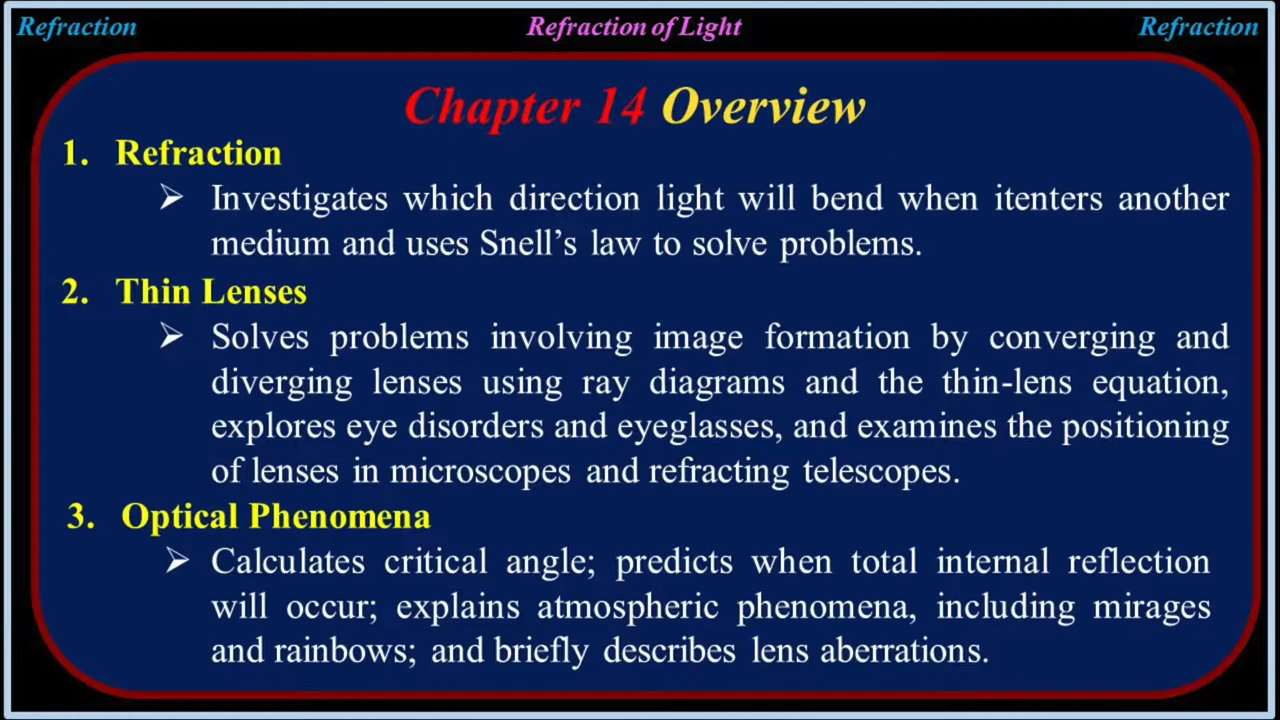 Refraction
Refraction of Light
Refraction
Chapter 14 Overview
1. Refraction
➢ Investigates which direction light will bend when itenters another
medium and uses Snell's law to solve problems.
2. Thin Lenses
➢ Solves problems involving image formation by converging and
diverging lenses using ray diagrams and the thin-lens equation,
explores eye disorders and eyeglasses, and examines the positioning
of lenses in microscopes and refracting telescopes.
3. Optical Phenomena
➢ Calculates critical angle; predicts when total internal reflection
will occur; explains atmospheric phenomena, including mirages
and rainbows; and briefly describes lens aberrations.